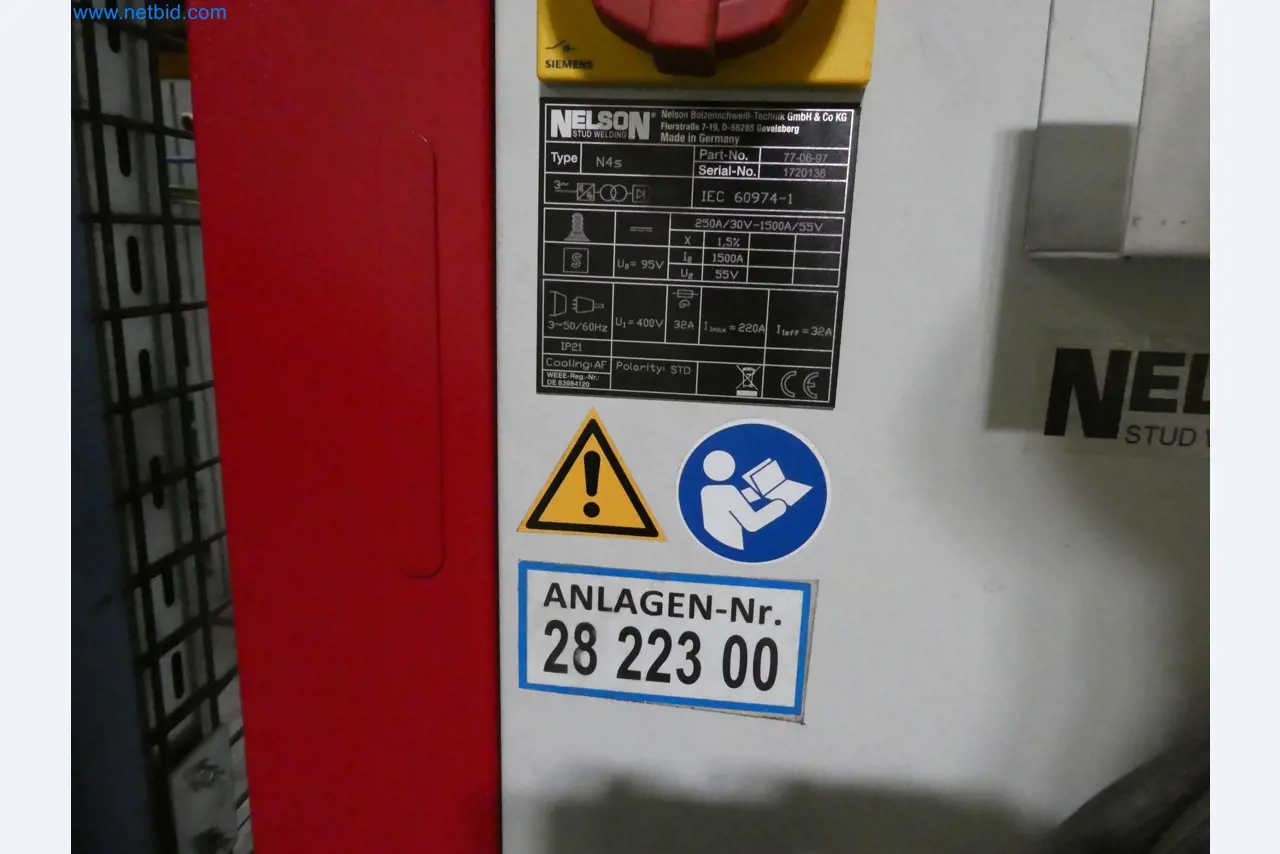 www.netbid.com
SIEMENS
NELSON® Nelson Bolzenschweiß-Technik GmbH & Co KG
STUD WELDING Flurstraße 7-19, D-58285 Gevelsberg
Made in Germany
Type N4s Part-No. 77-06-97
Serial-No. 1720136
3~ IEC 60974-1
250A/30V-1500A/55V
X 1,5%
S U₀= 95V I₂ 1500A
U₂ 55V
3~50/60Hz U₁=400V 32A I₁max=220A I₁eff=32A
IP21
Cooling: AF Polarity: STD CE
WEEE-Reg.-Nr.:
DE 83984120
NEL
STUD
ANLAGEN-Nr.
28 223 00